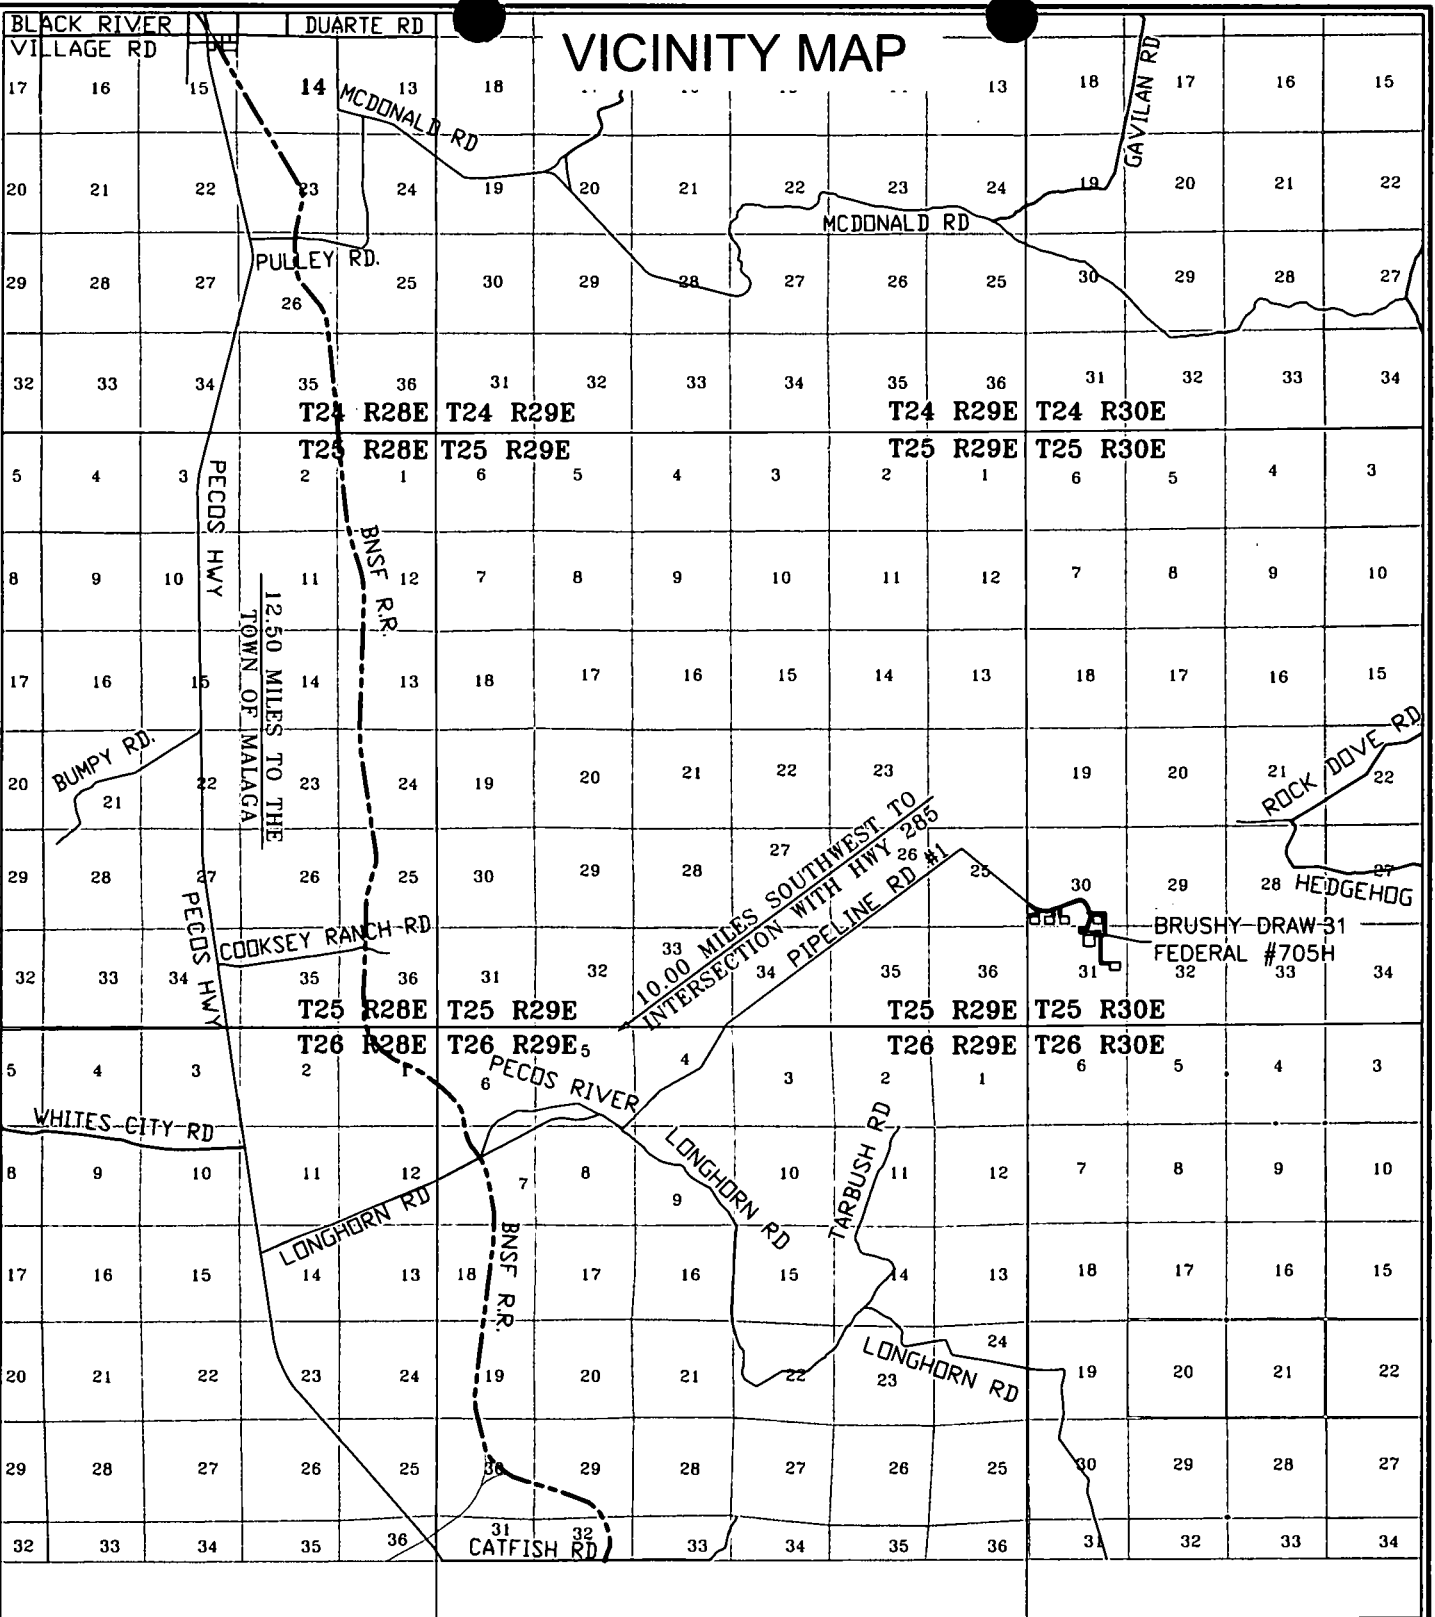 VICINITY MAP
BLACK RIVER
VILLAGE RD
DUARTE RD
17 16 15 14 13 18 13 18 17 16 15
MCDONALD RD
GAVILAN RD
20 21 22 23 24 19 20 21 22 23 24 19 20 21 22
MCDONALD RD
PULLEY RD.
29 28 27 26 25 30 29 28 27 26 25 30 29 28 27
32 33 34 35 36 31 32 33 34 35 36 31 32 33 34
T24 R28E T24 R29E T24 R29E T24 R30E
T25 R28E T25 R29E T25 R29E T25 R30E
5 4 3 2 1 6 5 4 3 2 1 6 5 4 3
PECOS HWY
BNSF R.R.
8 9 10 11 12 7 8 9 10 11 12 7 8 9 10
12.50 MILES TO THE
TOWN OF MALAGA
17 16 15 14 13 18 17 16 15 14 13 18 17 16 15
BUMPY RD.
ROCK DOVE RD
20 21 22 23 24 19 20 21 22 23 19 20 21 22
10.00 MILES SOUTHWEST TO
INTERSECTION WITH HWY 285
PIPELINE RD #1
29 28 27 26 25 30 29 28 27 26 25 30 29 28 27
HEDGEHOG
PECOS HWY
COOKSEY RANCH RD
BRUSHY DRAW 31
FEDERAL #705H
32 33 34 35 36 31 32 33 34 35 36 31 32 33 34
T25 R28E T25 R29E T25 R29E T25 R30E
T26 R28E T26 R29E T26 R29E T26 R30E
5 4 3 2 1 6 5 4 3 2 1 6 5 4 3
PECOS RIVER
WHITES CITY RD
LONGHORN RD
TARBUSH RD
8 9 10 11 12 7 8 9 10 11 12 7 8 9 10
LONGHORN RD
BNSF R.R.
17 16 15 14 13 18 17 16 15 14 13 18 17 16 15
LONGHORN RD
20 21 22 23 24 19 20 21 22 23 24 19 20 21 22
29 28 27 26 25 30 29 28 27 26 25 30 29 28 27
32 33 34 35 36 31 32 33 34 35 36 31 32 33 34
CATFISH RD